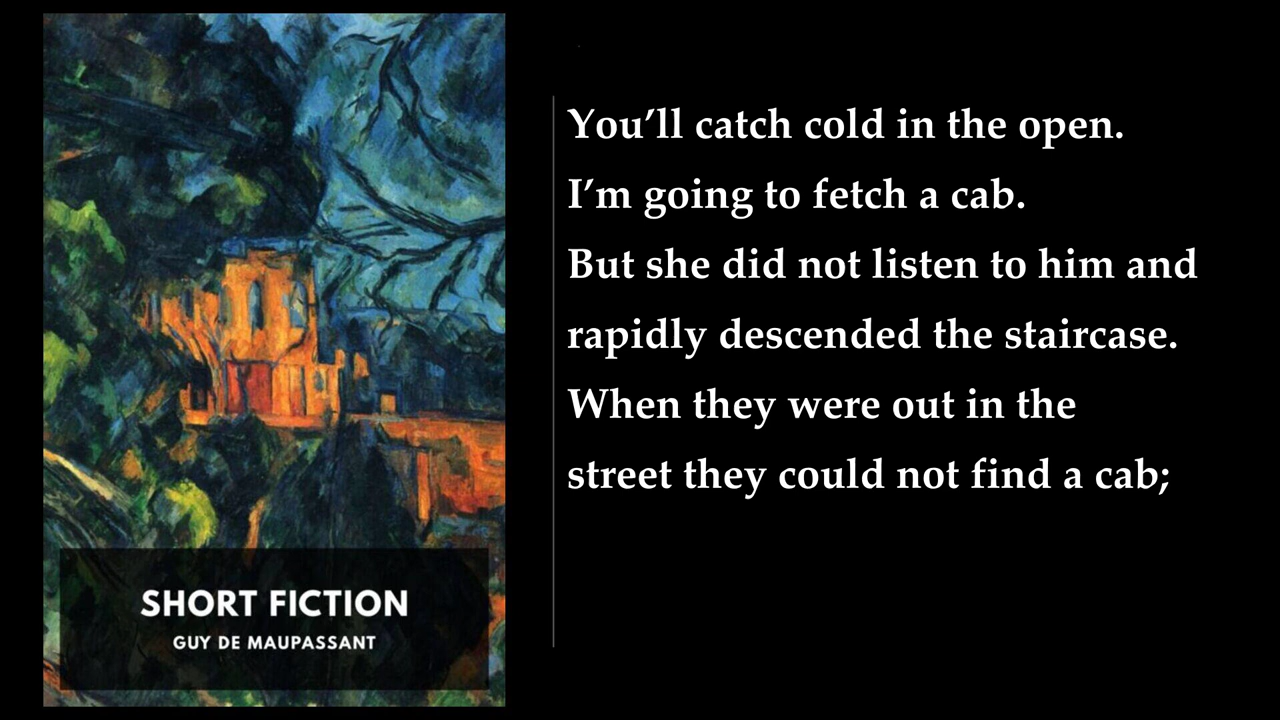 SHORT FICTION
GUY DE MAUPASSANT
You’ll catch cold in the open.
I’m going to fetch a cab.
But she did not listen to him and
rapidly descended the staircase.
When they were out in the
street they could not find a cab;